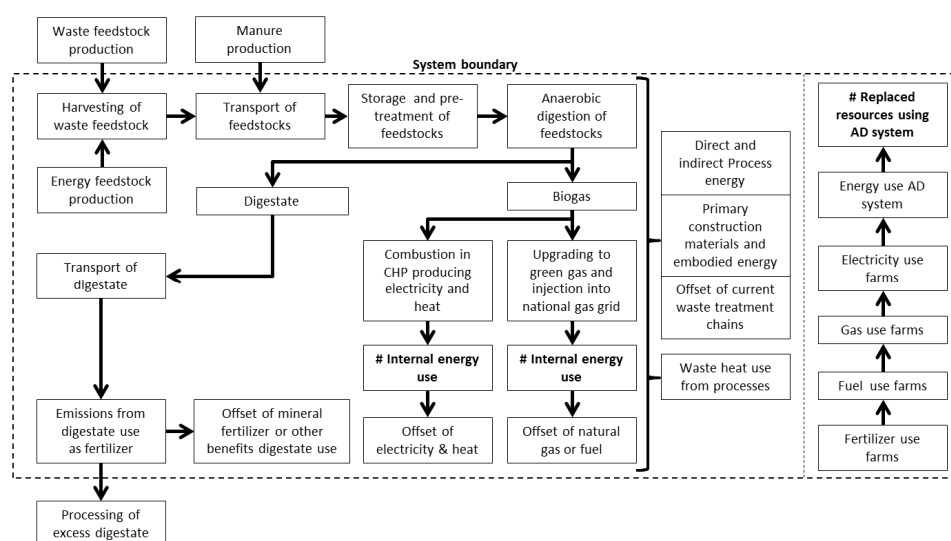 Waste feedstock
production
Manure
production
System boundary
Harvesting of
waste feedstock
Transport of
feedstocks
Storage and pre-
treatment of
feedstocks
Anaerobic
digestion of
feedstocks
Energy feedstock
production
Digestate
Biogas
Transport of
digestate
Combustion in
CHP producing
electricity and
heat
Upgrading to
green gas and
injection into
national gas grid
# Internal energy
use
# Internal energy
use
Emissions from
digestate use
as fertilizer
Offset of mineral
fertilizer or other
benefits digestate use
Offset of
electricity & heat
Offset of natural
gas or fuel
Processing of
excess digestate
Direct and
indirect Process
energy
Primary
construction
materials and
embodied energy
Offset of current
waste treatment
chains
Waste heat use
from processes
# Replaced
resources using
AD system
Energy use AD
system
Electricity use
farms
Gas use farms
Fuel use farms
Fertilizer use
farms